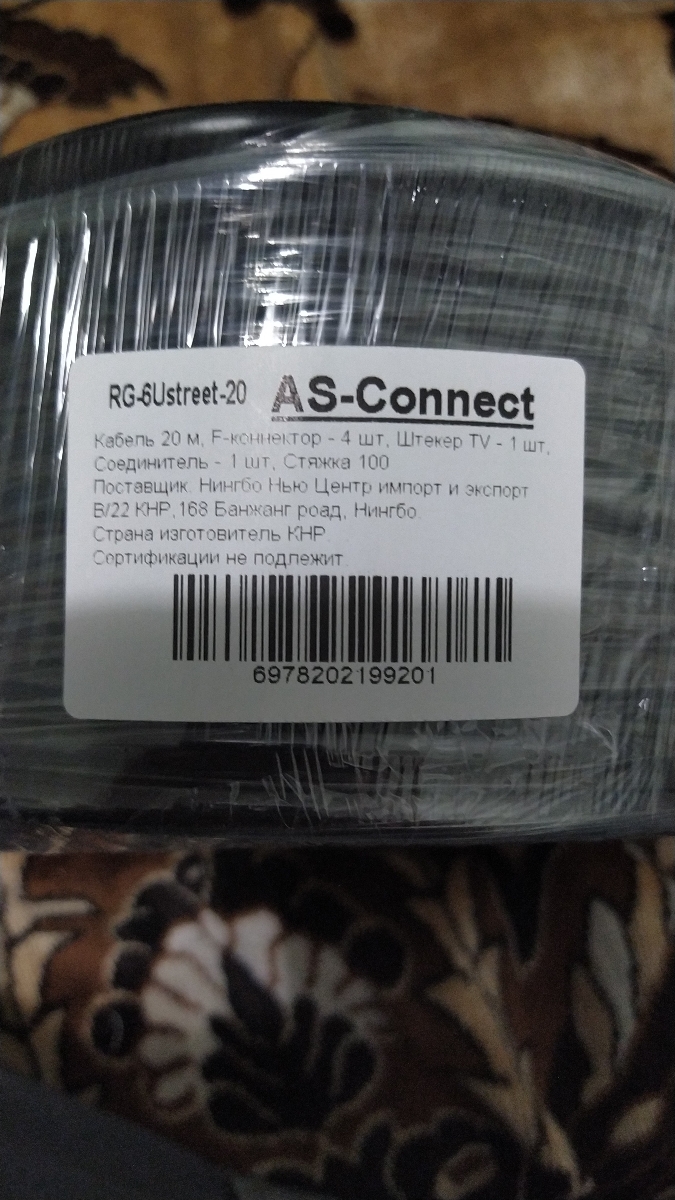 RG-6Ustreet-20 AS-Connect
Кабель 20 м, F-коннектор - 4 шт, Штекер TV - 1 шт,
Соединитель - 1 шт, Стяжка 100
Поставщик. Нингбо Нью Центр импорт и экспорт
В/22 КНР,168 Банжанг роад, Нингбо.
Страна изготовитель КНР.
Сортификации не подлежит.
6978202199201